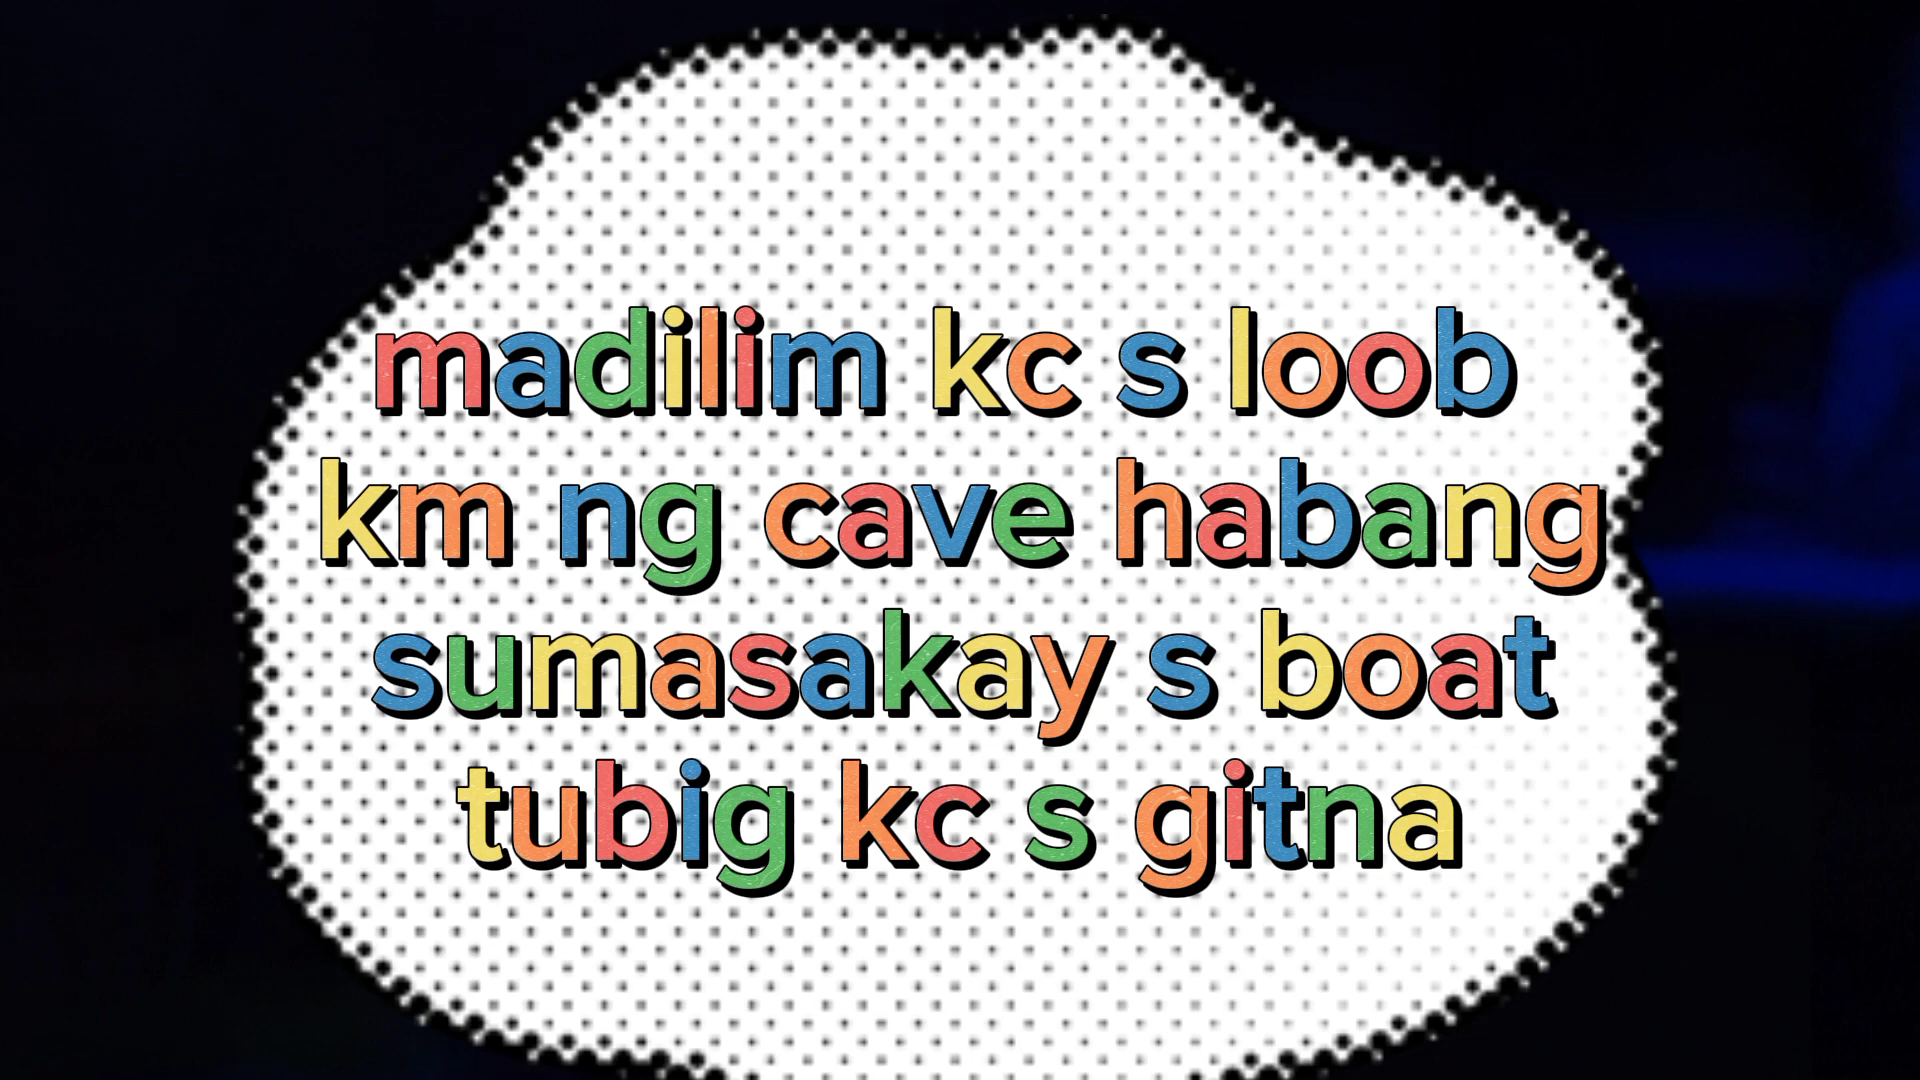 madilim kc s loob
km ng cave habang
sumasakay s boat
tubig kc s gitna